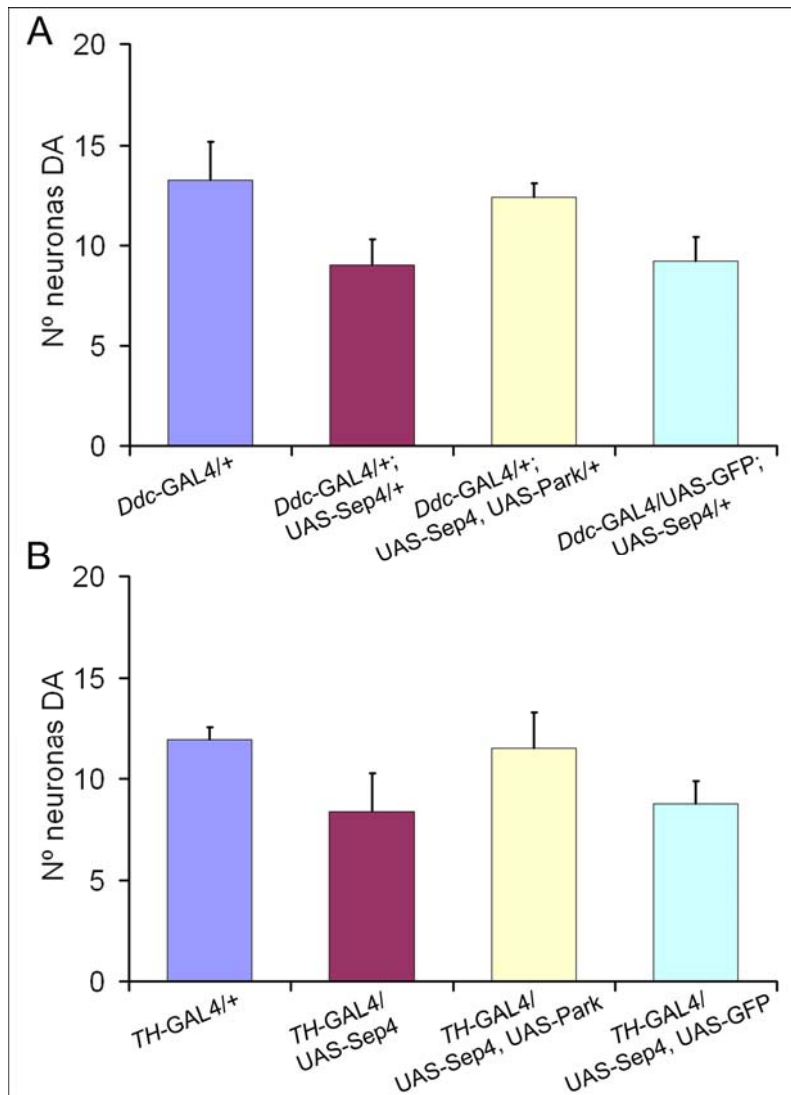 A
20
15
10
5
0
Nº neuronas DA
Ddc-GAL4/+
Ddc-GAL4/+;
UAS-Sep4/+
Ddc-GAL4/+;
UAS-Sep4, UAS-Park/+
Ddc-GAL4/UAS-GFP;
UAS-Sep4/+
B
20
15
10
5
0
Nº neuronas DA
TH-GAL4/+
TH-GAL4/
UAS-Sep4
TH-GAL4/
UAS-Sep4, UAS-Park
TH-GAL4/
UAS-Sep4, UAS-GFP